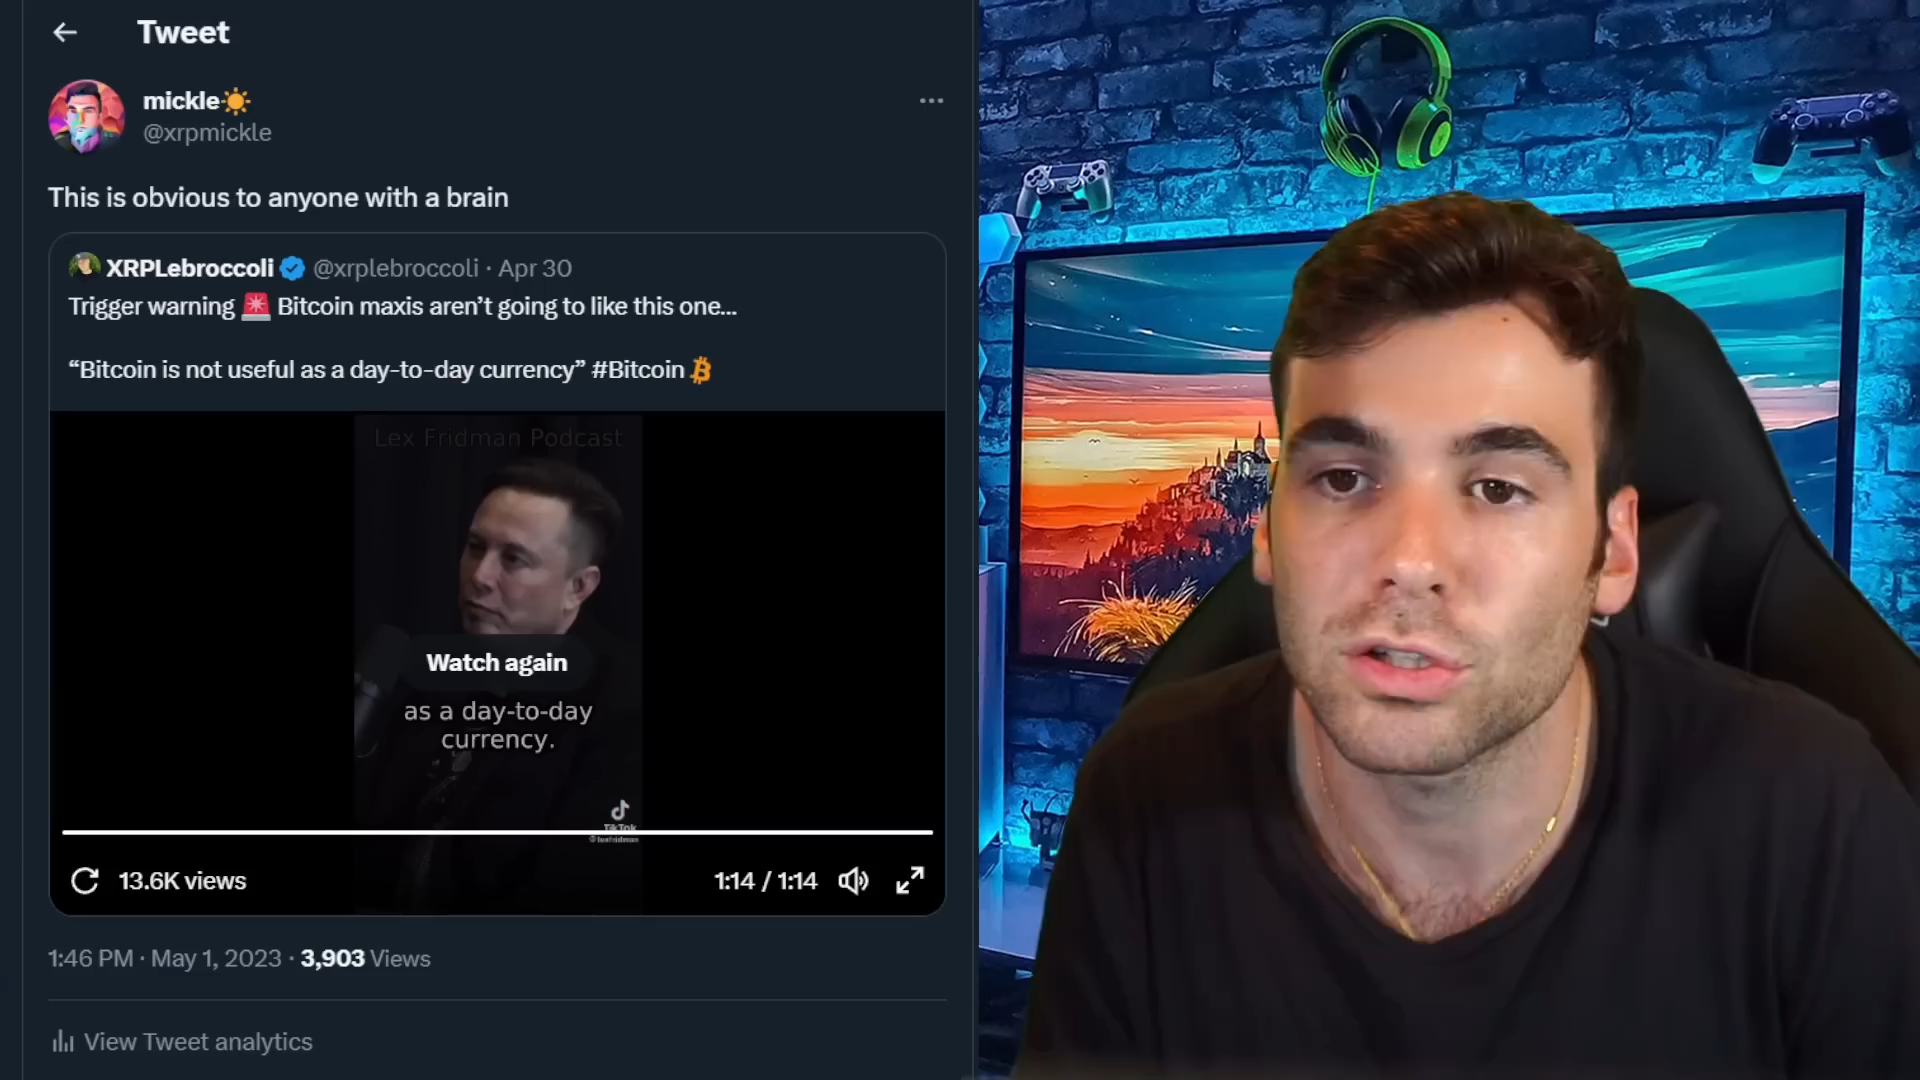 Tweet
mickle☀️
@xrpmickle
This is obvious to anyone with a brain
XRPLebroccoli @xrplebroccoli · Apr 30
Trigger warning 🚨 Bitcoin maxis aren’t going to like this one...
“Bitcoin is not useful as a day-to-day currency” #Bitcoin
Lex Fridman Podcast
Watch again
as a day-to-day
currency.
TikTok
13.6K views
1:14 / 1:14
1:46 PM · May 1, 2023 · 3,903 Views
View Tweet analytics